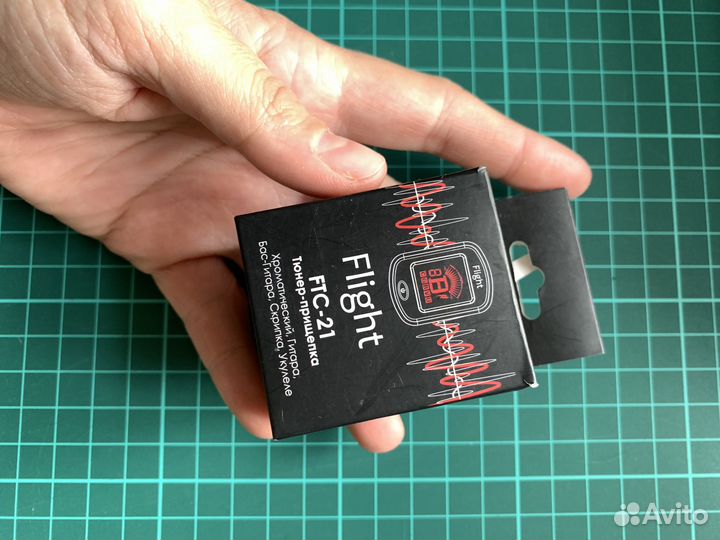 Flight
FTC-21
Тюнер-прищепка
Хроматический, Гитара,
Бас-Гитара, Скрипка, Укулеле
Flight
Avito